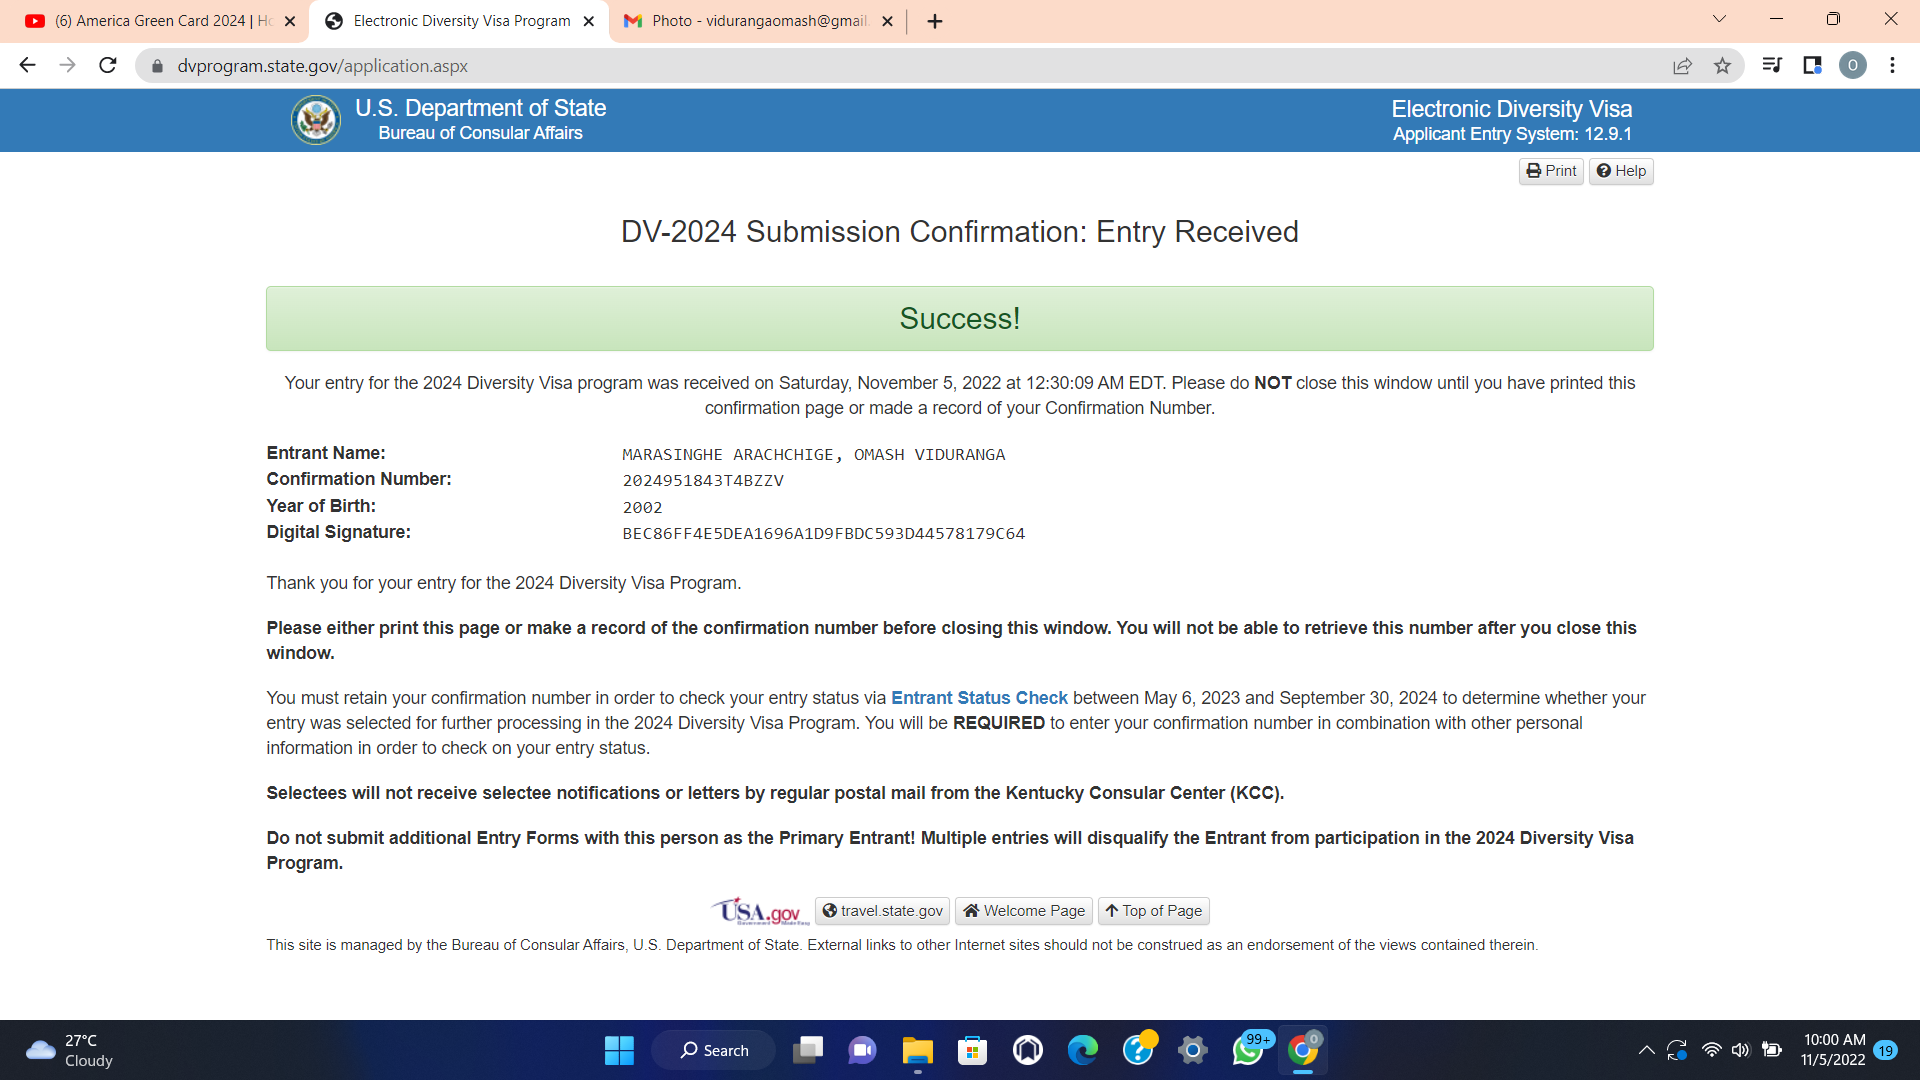 (6) America Green Card 2024 | Ho
Electronic Diversity Visa Program
Photo - vidurangaomash@gmail.
dvprogram.state.gov/application.aspx
O
U.S. Department of State
Bureau of Consular Affairs
Electronic Diversity Visa
Applicant Entry System: 12.9.1
Print
Help
DV-2024 Submission Confirmation: Entry Received
Success!
Your entry for the 2024 Diversity Visa program was received on Saturday, November 5, 2022 at 12:30:09 AM EDT. Please do NOT close this window until you have printed this
confirmation page or made a record of your Confirmation Number.
Entrant Name: MARASINGHE ARACHCHIGE, OMASH VIDURANGA
Confirmation Number: 2024951843T4BZZV
Year of Birth: 2002
Digital Signature: BEC86FF4E5DEA1696A1D9FBDC593D44578179C64
Thank you for your entry for the 2024 Diversity Visa Program.
Please either print this page or make a record of the confirmation number before closing this window. You will not be able to retrieve this number after you close this
window.
You must retain your confirmation number in order to check your entry status via Entrant Status Check between May 6, 2023 and September 30, 2024 to determine whether your
entry was selected for further processing in the 2024 Diversity Visa Program. You will be REQUIRED to enter your confirmation number in combination with other personal
information in order to check on your entry status.
Selectees will not receive selectee notifications or letters by regular postal mail from the Kentucky Consular Center (KCC).
Do not submit additional Entry Forms with this person as the Primary Entrant! Multiple entries will disqualify the Entrant from participation in the 2024 Diversity Visa
Program.
USA.gov
travel.state.gov
Welcome Page
Top of Page
This site is managed by the Bureau of Consular Affairs, U.S. Department of State. External links to other Internet sites should not be construed as an endorsement of the views contained therein.
27°C
Cloudy
Search
99+
10:00 AM
11/5/2022
19